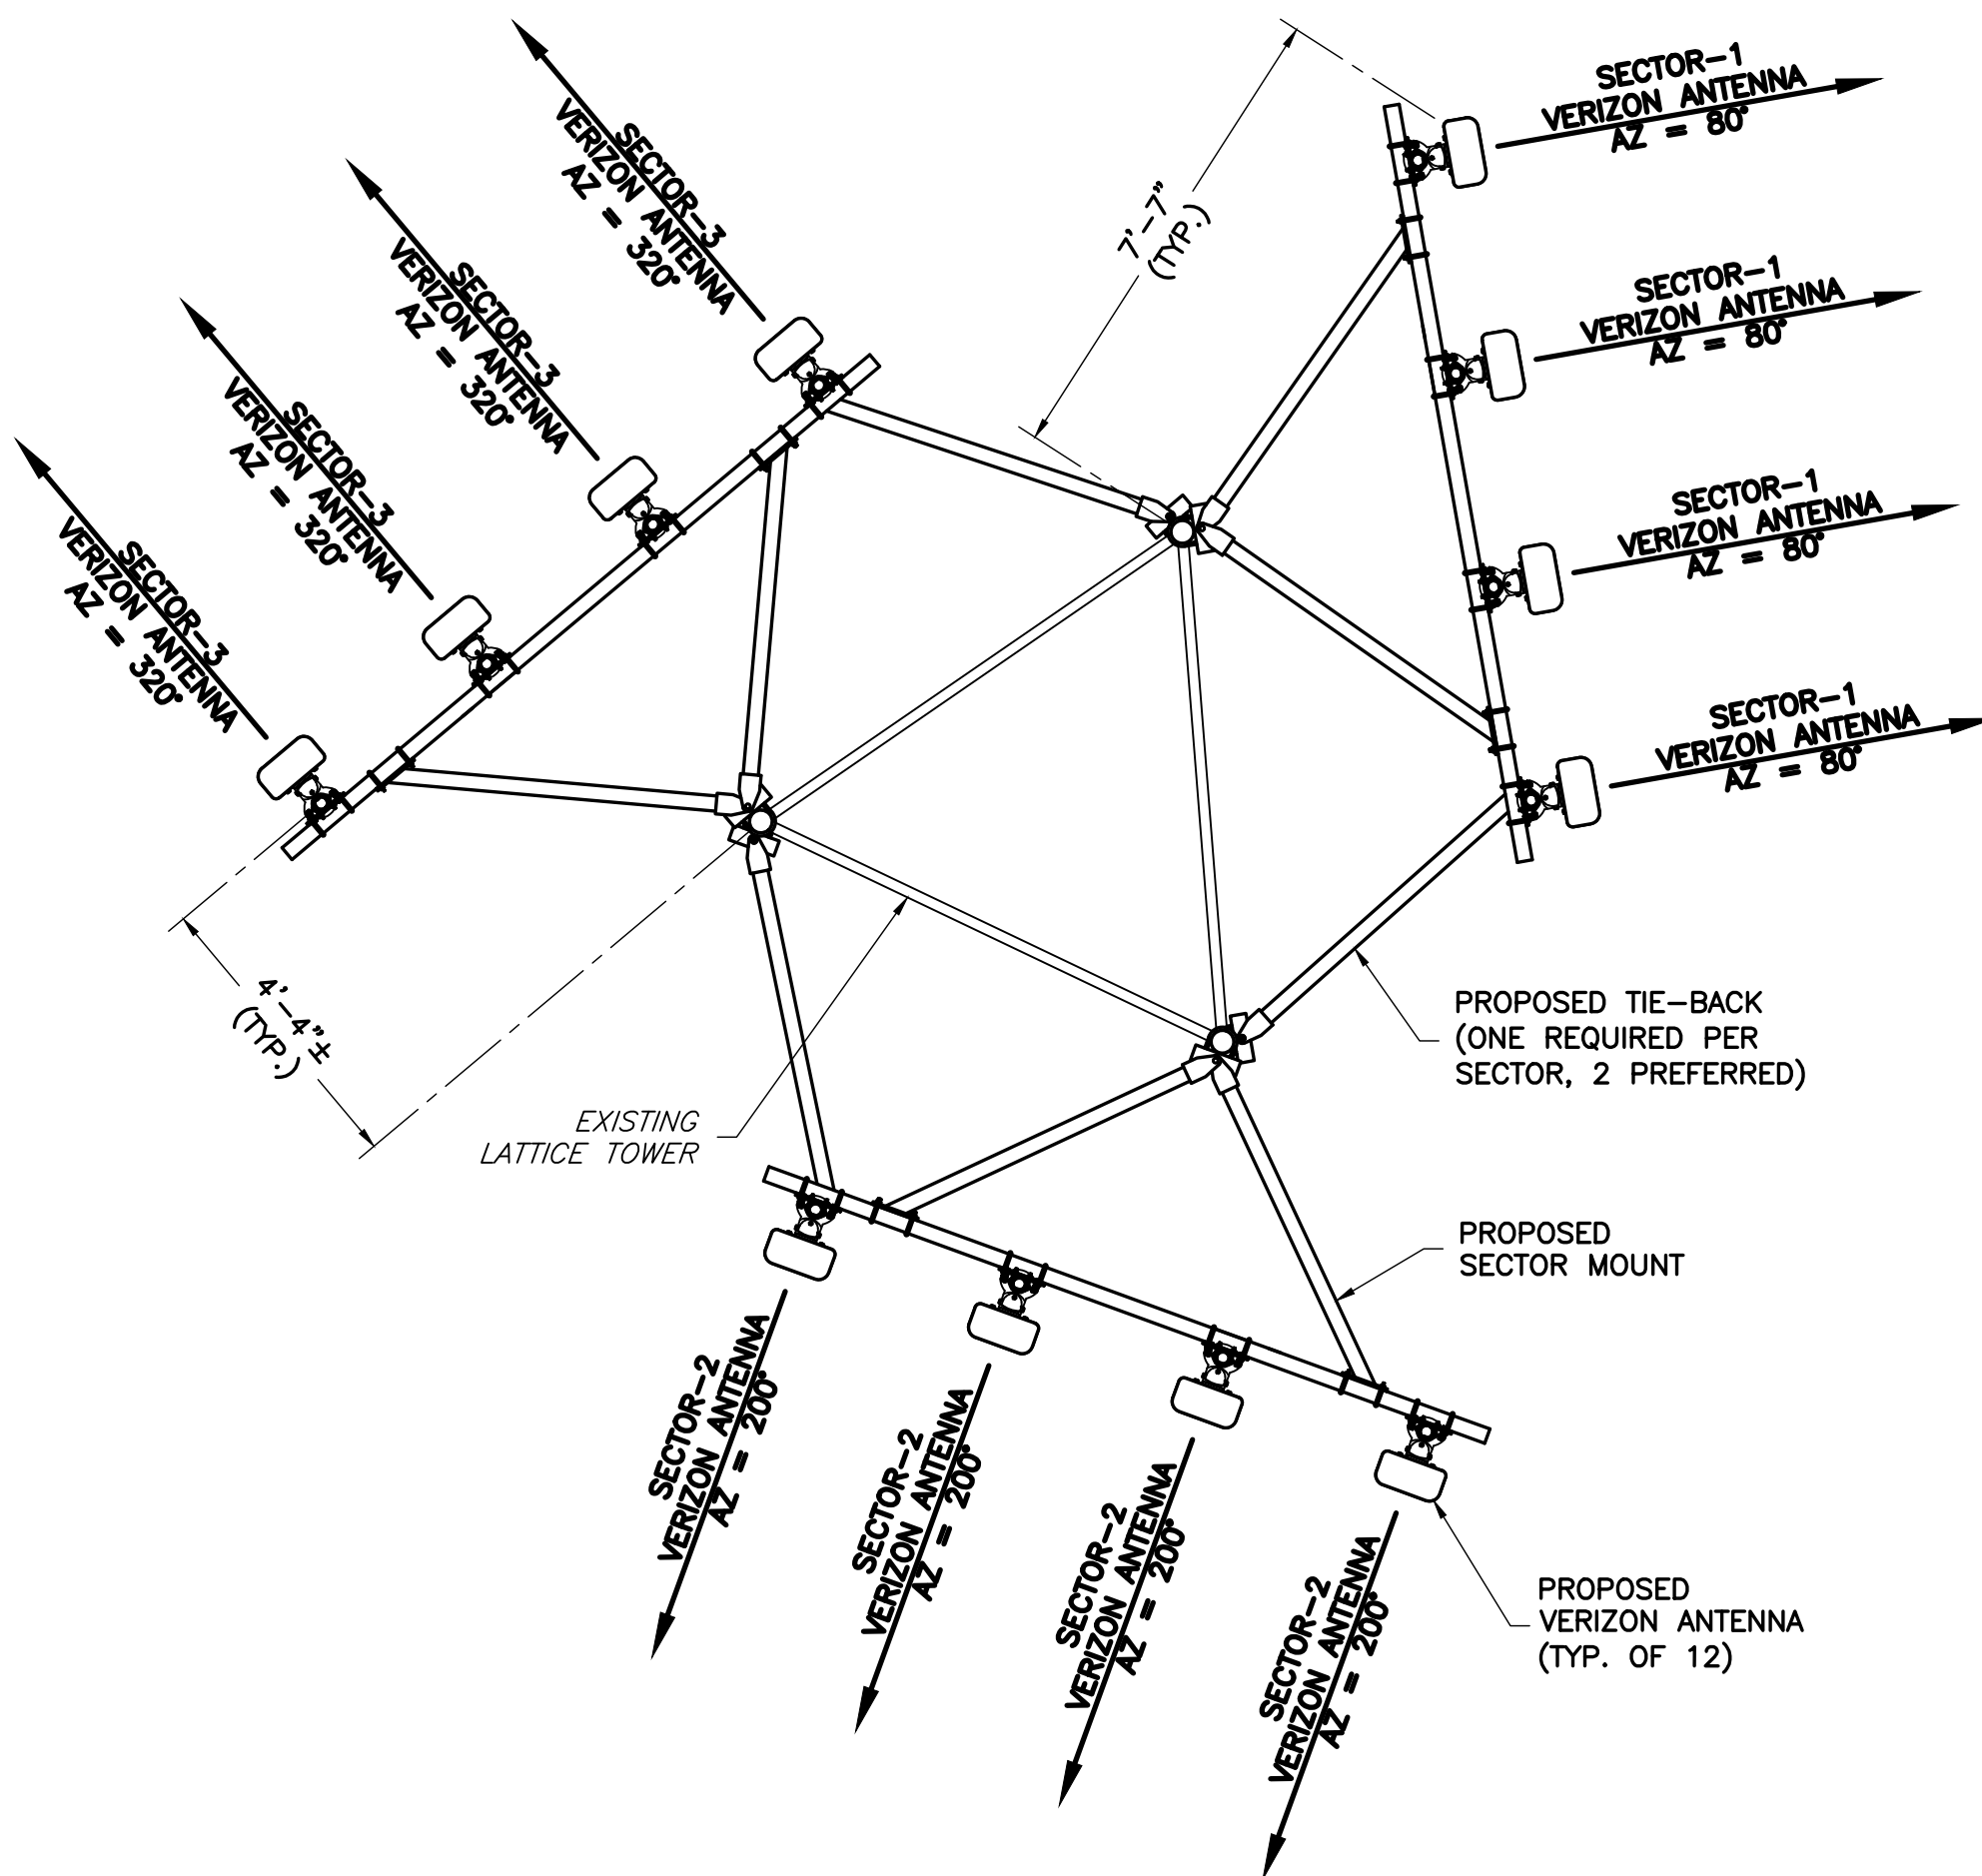 SECTOR-1
VERIZON ANTENNA
AZ = 80°
SECTOR-1
VERIZON ANTENNA
AZ = 80°
SECTOR-1
VERIZON ANTENNA
AZ = 80°
SECTOR-1
VERIZON ANTENNA
AZ = 80°
SECTOR-3
VERIZON ANTENNA
AZ = 320°
SECTOR-3
VERIZON ANTENNA
AZ = 320°
SECTOR-3
VERIZON ANTENNA
AZ = 320°
SECTOR-3
VERIZON ANTENNA
AZ = 320°
7'-7"
(TYP.)
4'-4"±
(TYP.)
EXISTING
LATTICE TOWER
PROPOSED TIE-BACK
(ONE REQUIRED PER
SECTOR, 2 PREFERRED)
PROPOSED
SECTOR MOUNT
SECTOR-2
VERIZON ANTENNA
AZ = 200°
SECTOR-2
VERIZON ANTENNA
AZ = 200°
SECTOR-2
VERIZON ANTENNA
AZ = 200°
SECTOR-2
VERIZON ANTENNA
AZ = 200°
PROPOSED
VERIZON ANTENNA
(TYP. OF 12)